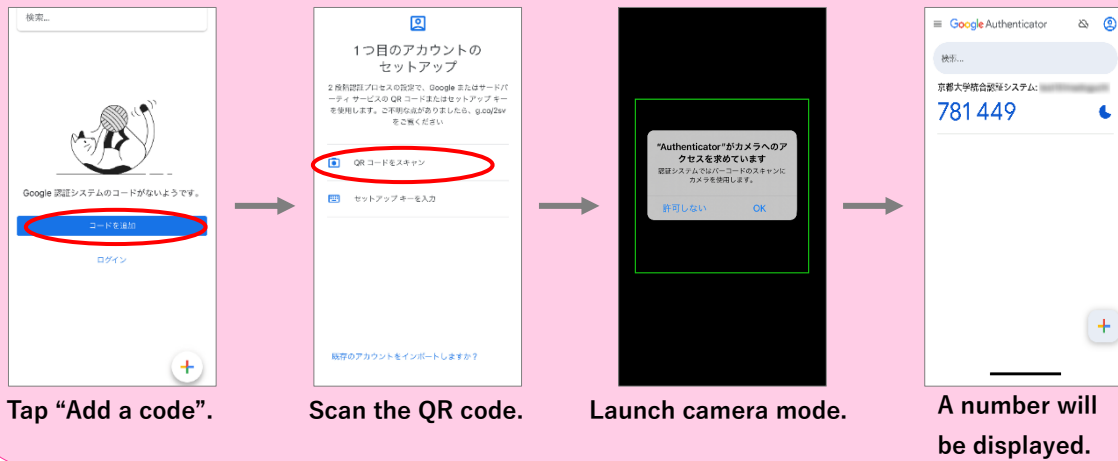 検索...
Google 認証システムのコードがないようです。
コードを追加
ログイン
Tap “Add a code”.
1つ目のアカウントの
セットアップ
2 段階認証プロセスの設定で、Google またはサードパ
ーティ サービスの QR コードまたはセットアップ キー
を使用します。ご不明な点がありましたら、g.co/2sv
をご覧ください
QR コードをスキャン
セットアップ キーを入力
既存のアカウントをインポートしますか？
Scan the QR code.
"Authenticator"がカメラへのア
クセスを求めています
認証システムではバーコードのスキャンに
カメラを使用します。
許可しない
OK
Launch camera mode.
Google Authenticator
検索...
京都大学統合認証システム:
781 449
A number will
be displayed.